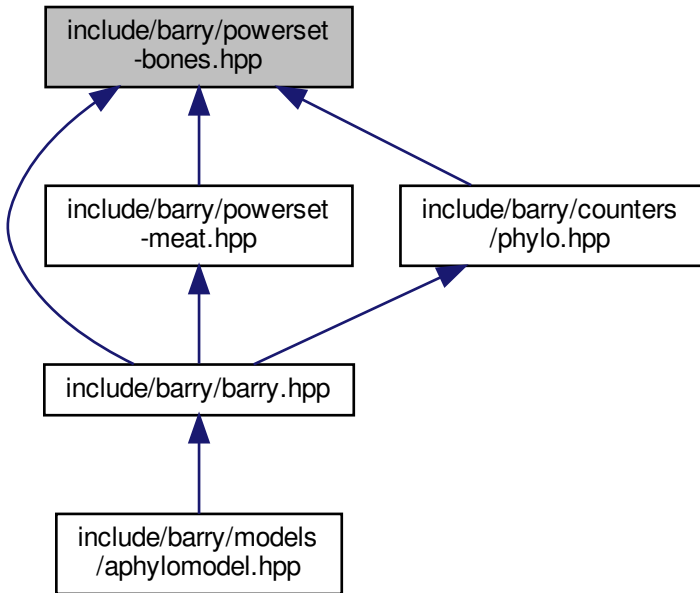 include/barry/powerset
-bones.hpp
include/barry/powerset
-meat.hpp
include/barry/counters
/phylo.hpp
include/barry/barry.hpp
include/barry/models
/aphylomodel.hpp